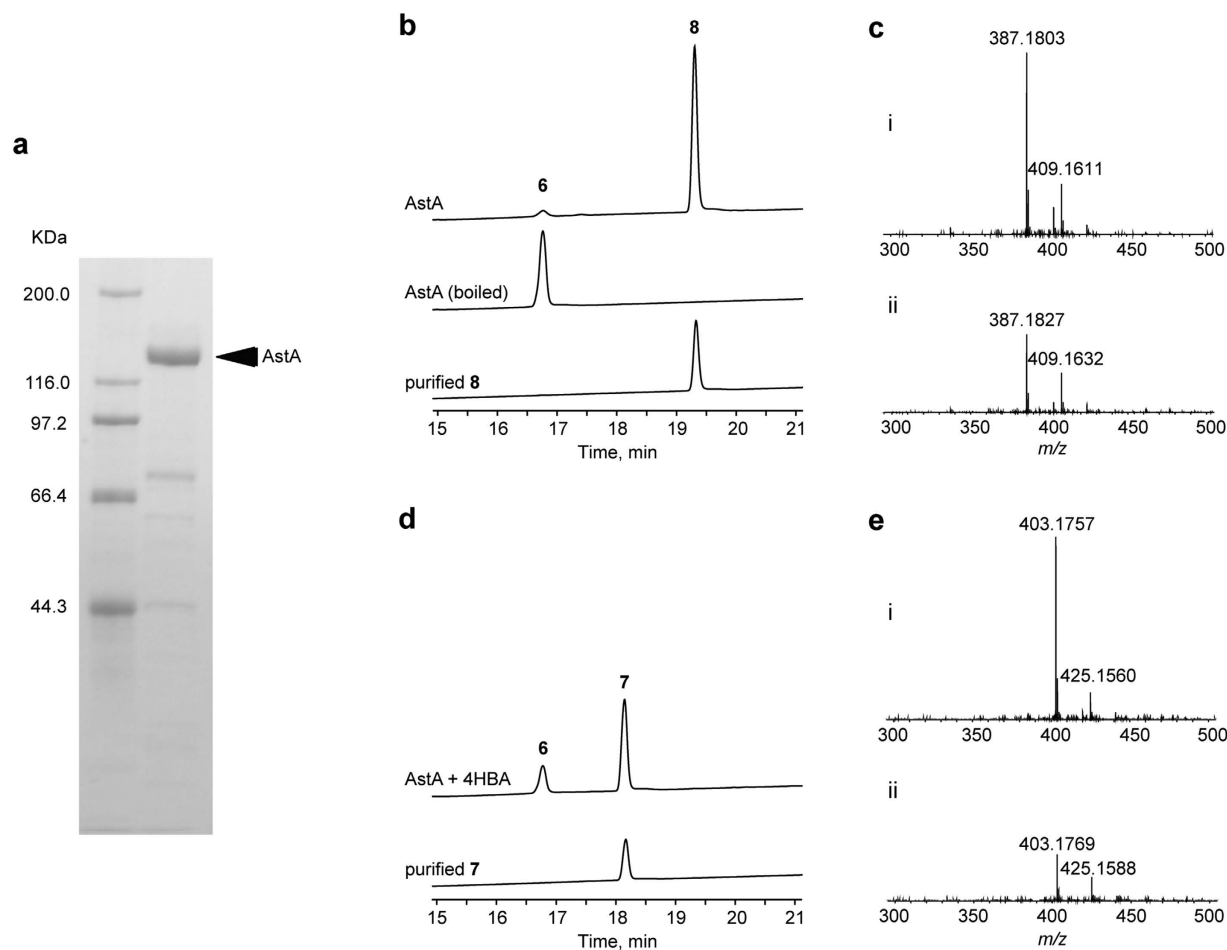 a
KDa
200.0
116.0
97.2
66.4
44.3
AstA
b
8
6
AstA
AstA (boiled)
purified 8
15 16 17 18 19 20 21
Time, min
c
387.1803
i
409.1611
300 350 400 450 500
ii
387.1827
409.1632
300 350 400 450 500
m/z
d
7
6
AstA + 4HBA
purified 7
15 16 17 18 19 20 21
Time, min
e
403.1757
i
425.1560
300 350 400 450 500
ii
403.1769
425.1588
300 350 400 450 500
m/z